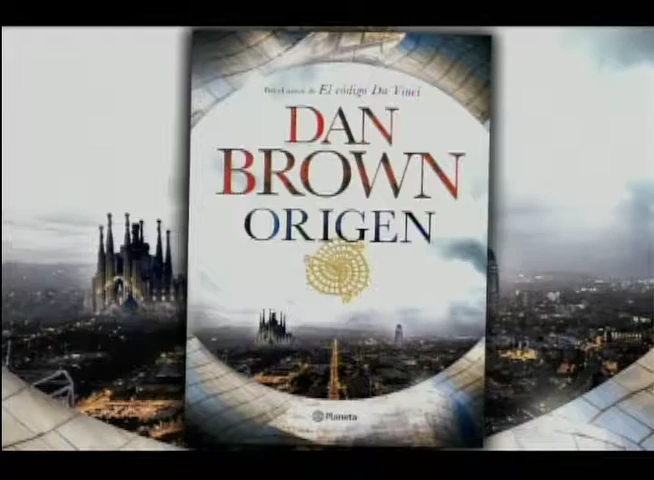 Del autor de El código Da Vinci
DAN
BROWN
ORIGEN
Planeta